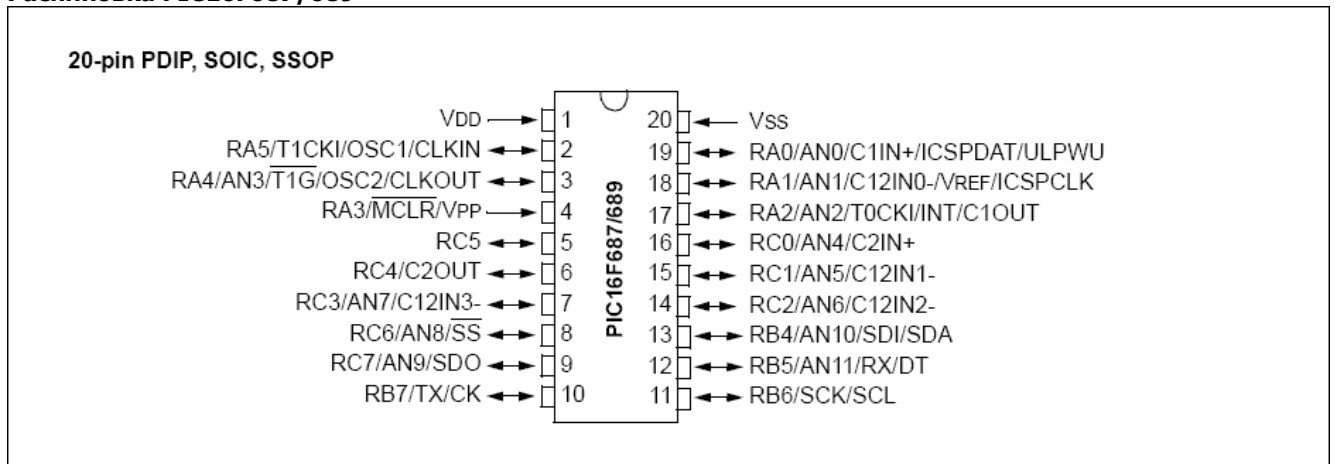 20-pin PDIP, SOIC, SSOP
VDD 1 20 VSS
RA5/T1CKI/OSC1/CLKIN 2 19 RA0/AN0/C1IN+/ICSPDAT/ULPWU
RA4/AN3/T1G/OSC2/CLKOUT 3 18 RA1/AN1/C12IN0-/VREF/ICSPCLK
RA3/MCLR/VPP 4 17 RA2/AN2/T0CKI/INT/C1OUT
RC5 5 16 RC0/AN4/C2IN+
RC4/C2OUT 6 15 RC1/AN5/C12IN1-
RC3/AN7/C12IN3- 7 14 RC2/AN6/C12IN2-
RC6/AN8/SS 8 13 RB4/AN10/SDI/SDA
RC7/AN9/SDO 9 12 RB5/AN11/RX/DT
RB7/TX/CK 10 11 RB6/SCK/SCL
PIC16F687/689